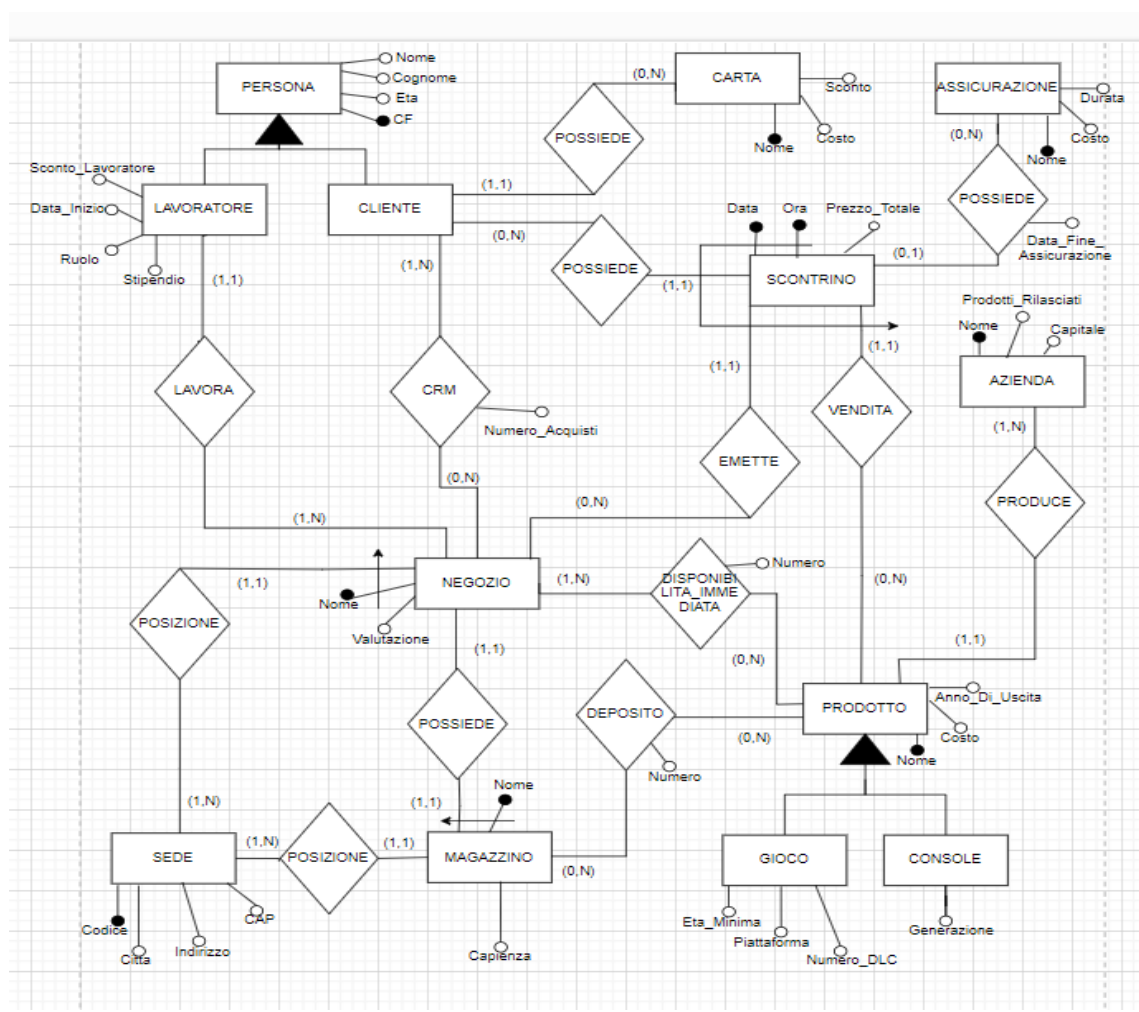 Nome
Cognome
Eta
CF
PERSONA
(0,N)
CARTA
Sconto
Costo
Nome
ASSICURAZIONE
Durata
Costo
Nome
(0,N)
POSSIEDE
POSSIEDE
Data_Fine_
Assicurazione
(0,1)
Sconto_Lavoratore
Data_Inizio
Ruolo
Stipendio
LAVORATORE
CLIENTE
(1,1)
(0,N)
POSSIEDE
(1,1)
Data
Ora
Prezzo_Totale
SCONTRINO
(1,1)
(1,N)
(1,1)
(1,1)
Prodotti_Rilasciati
Nome
Capitale
AZIENDA
LAVORA
CRM
Numero_Acquisti
VENDITA
(1,N)
EMETTE
PRODUCE
(0,N)
(0,N)
(1,N)
(1,1)
NEGOZIO
Nome
Valutazione
(1,N)
DISPONIBI
LITA_IMME
DIATA
Numero
(0,N)
POSIZIONE
(1,1)
(0,N)
(1,1)
PRODOTTO
Anno_Di_Uscita
Costo
Nome
POSSIEDE
DEPOSITO
(0,N)
Numero
Nome
(1,N)
(1,1)
SEDE
(1,N)
POSIZIONE
(1,1)
MAGAZZINO
(0,N)
GIOCO
CONSOLE
Codice
Citta
Indirizzo
CAP
Capienza
Eta_Minima
Piattaforma
Numero_DLC
Generazione